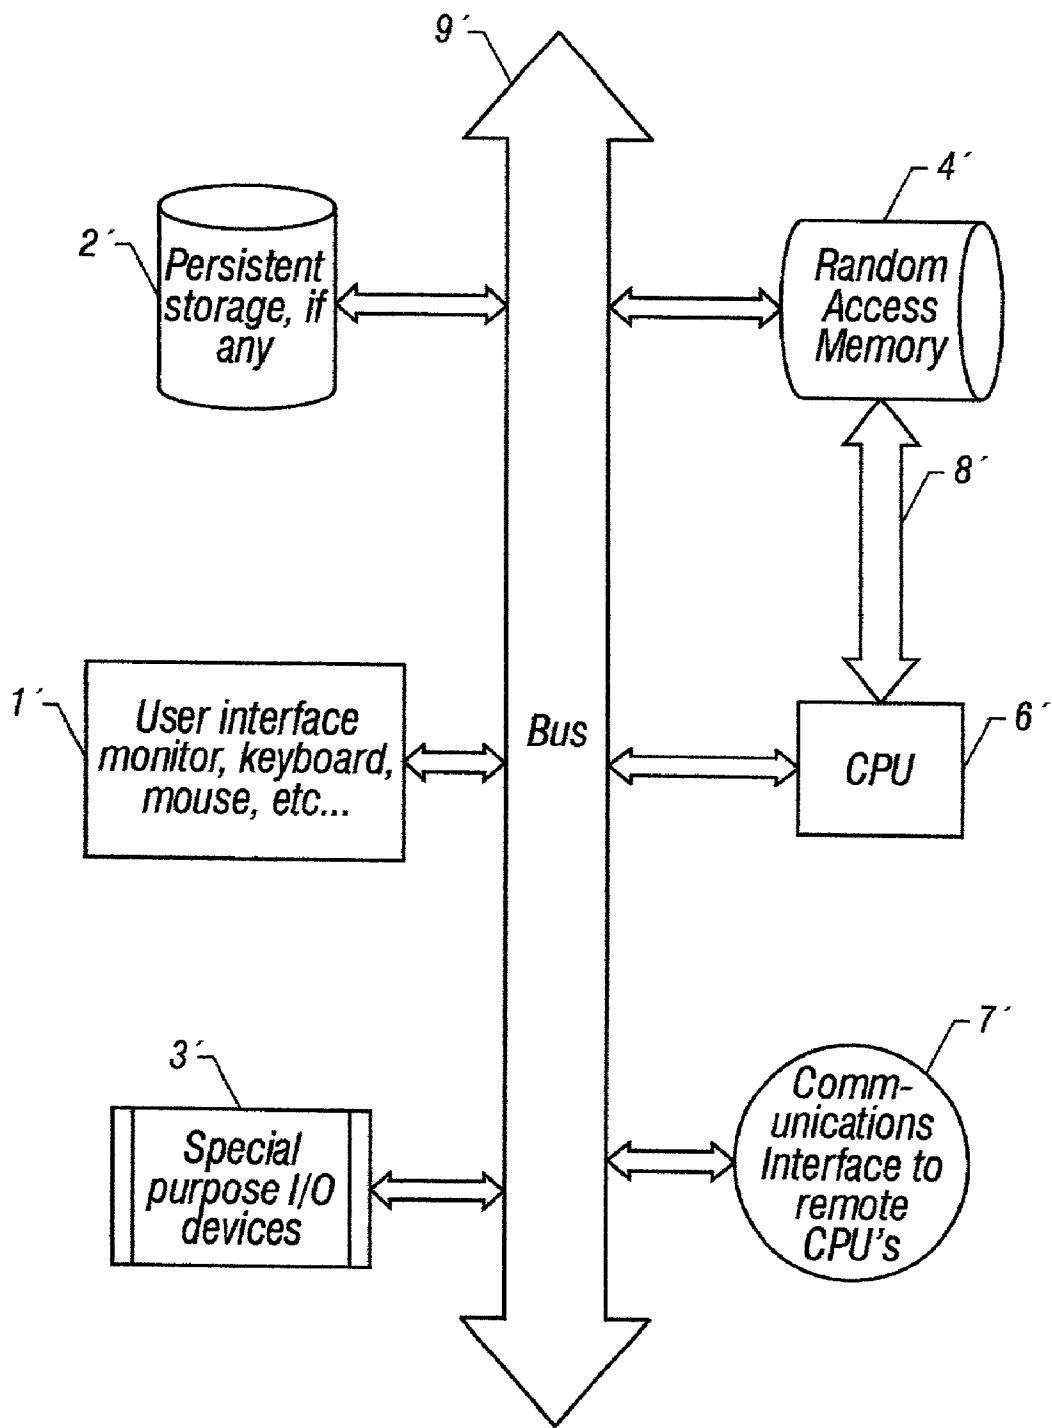 9´
4´
2´
Persistent
storage, if
any
Random
Access
Memory
8´
1´
User interface
monitor, keyboard,
mouse, etc...
Bus
6´
CPU
7´
3´
Special
purpose I/O
devices
Comm-
unications
Interface to
remote
CPU's